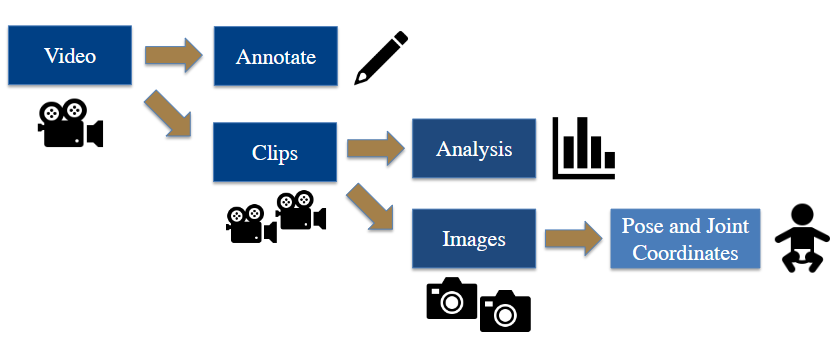 Video
Annotate
Clips
Analysis
Images
Pose and Joint
Coordinates